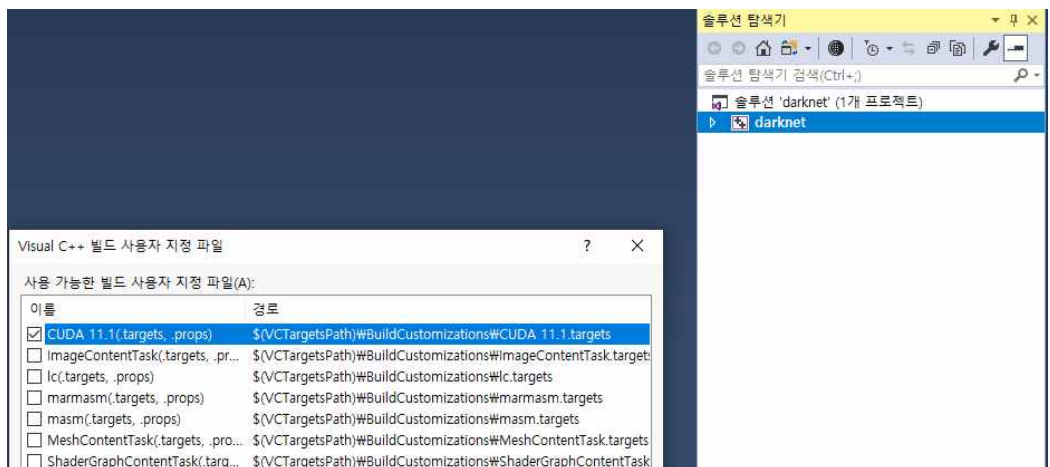 솔루션 탐색기
솔루션 탐색기 검색(Ctrl+;)
솔루션 'darknet' (1개 프로젝트)
darknet
Visual C++ 빌드 사용자 지정 파일
사용 가능한 빌드 사용자 지정 파일(A):
이름 경로
CUDA 11.1(.targets, .props) $(VCTargetsPath)₩BuildCustomizations₩CUDA 11.1.targets
ImageContentTask(.targets, .pr... $(VCTargetsPath)₩BuildCustomizations₩ImageContentTask.targets
lc(.targets, .props) $(VCTargetsPath)₩BuildCustomizations₩lc.targets
marmasm(.targets, .props) $(VCTargetsPath)₩BuildCustomizations₩marmasm.targets
masm(.targets, .props) $(VCTargetsPath)₩BuildCustomizations₩masm.targets
MeshContentTask(.targets, .pro... $(VCTargetsPath)₩BuildCustomizations₩MeshContentTask.targets
ShaderGraphContentTask(.targ... $(VCTargetsPath)₩BuildCustomizations₩ShaderGraphContentTask